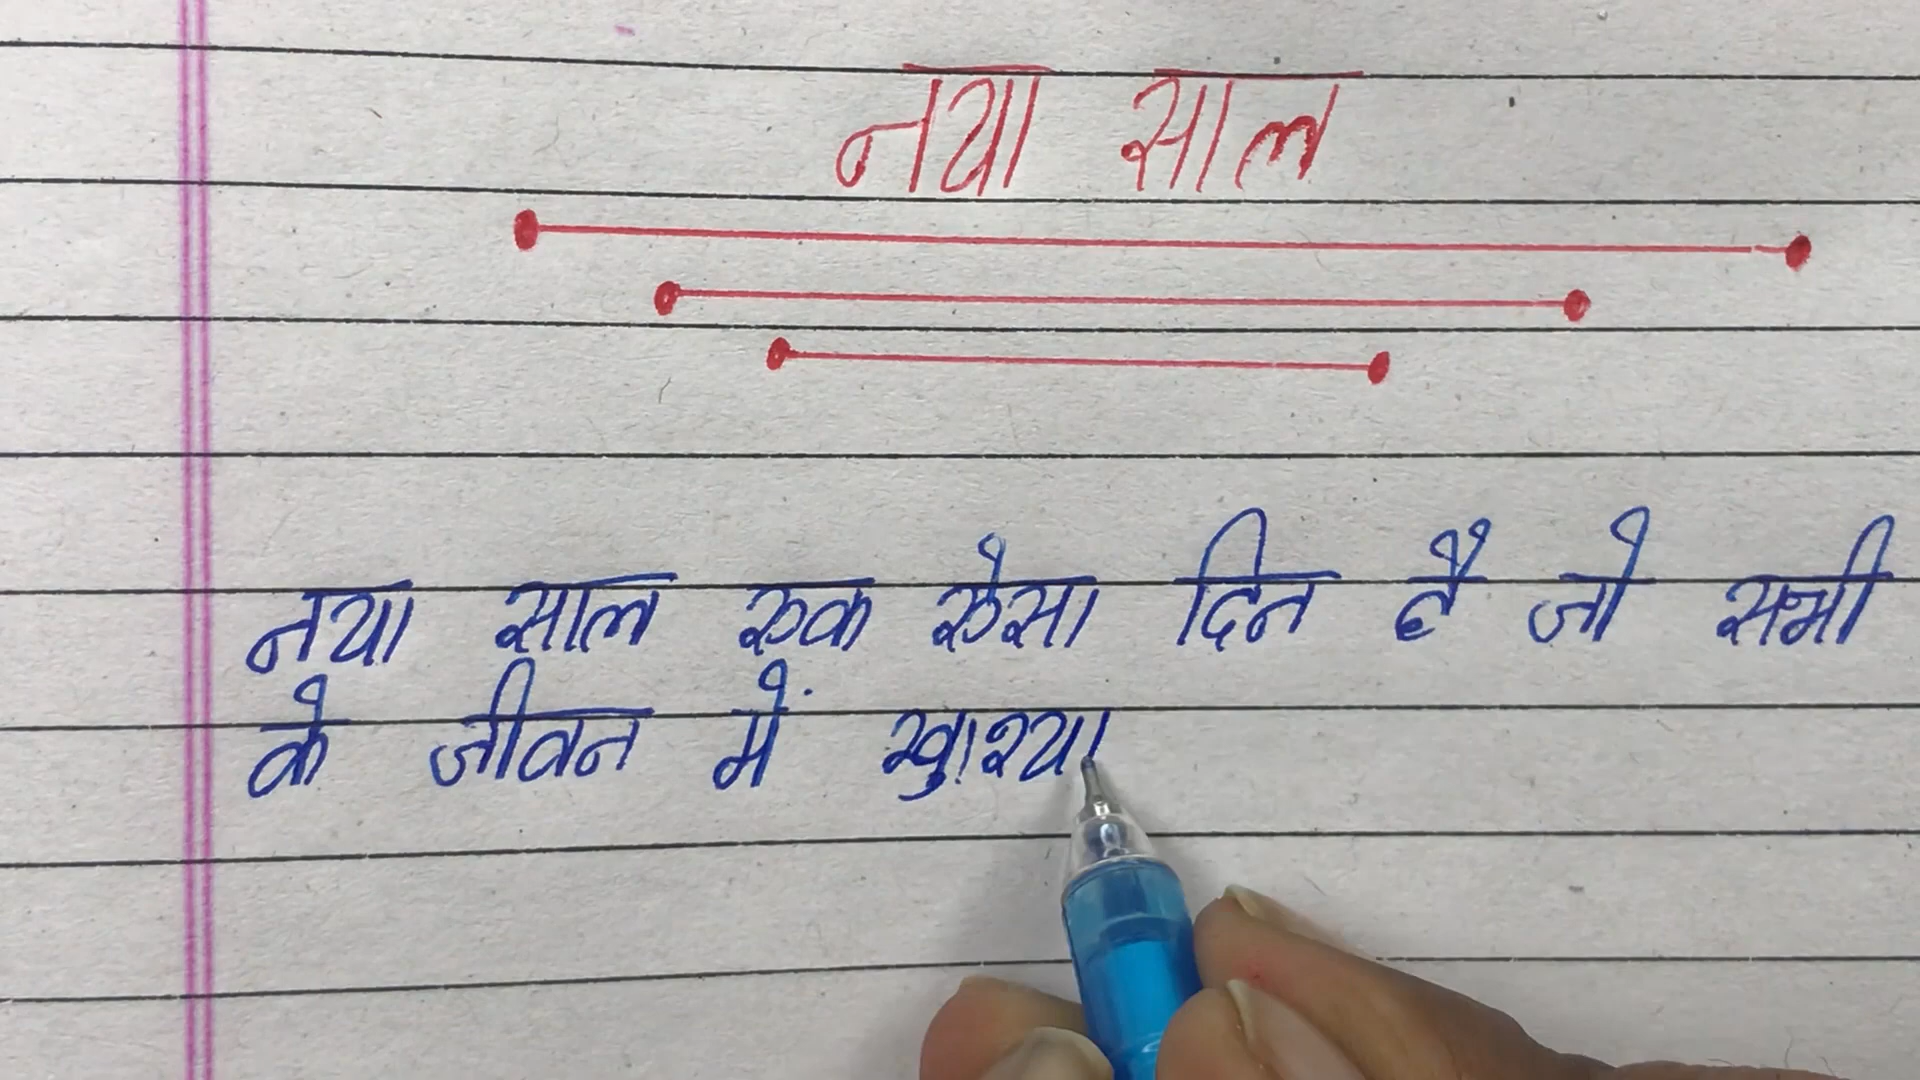 नया साल
नया साल एक ऐसा दिन है जो सभी
के जीवन में